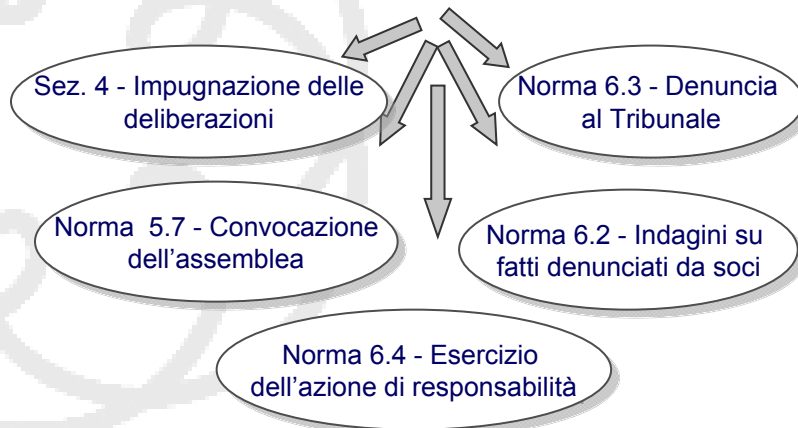 Sez. 4 - Impugnazione delle
deliberazioni
Norma 6.3 - Denuncia
al Tribunale
Norma  5.7 - Convocazione
dell’assemblea
Norma 6.2 - Indagini su
fatti denunciati da soci
Norma 6.4 - Esercizio
dell’azione di responsabilità